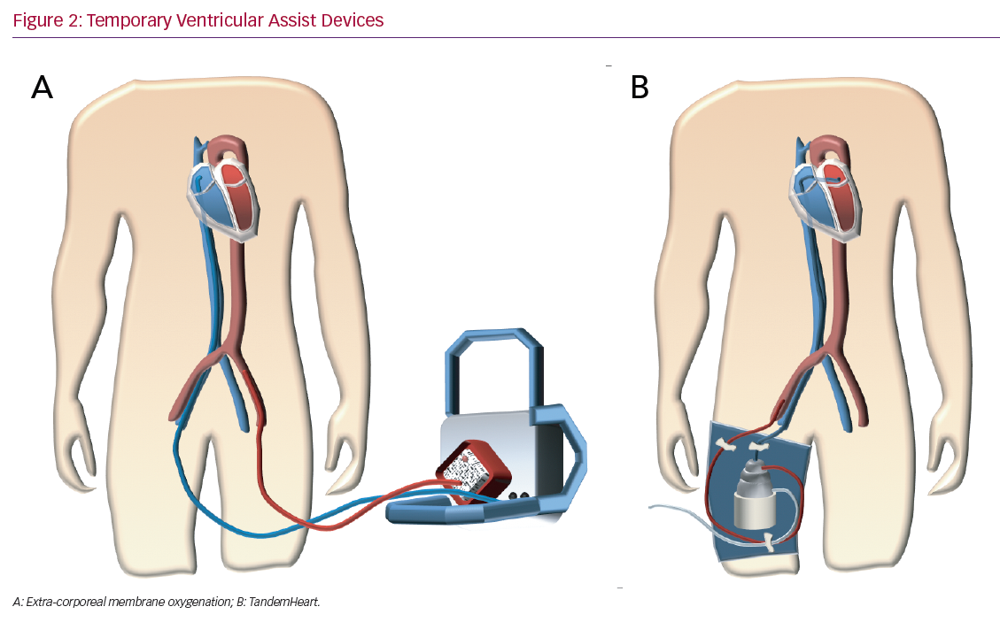 Figure 2: Temporary Ventricular Assist Devices
A
B
A: Extra-corporeal membrane oxygenation; B: TandemHeart.